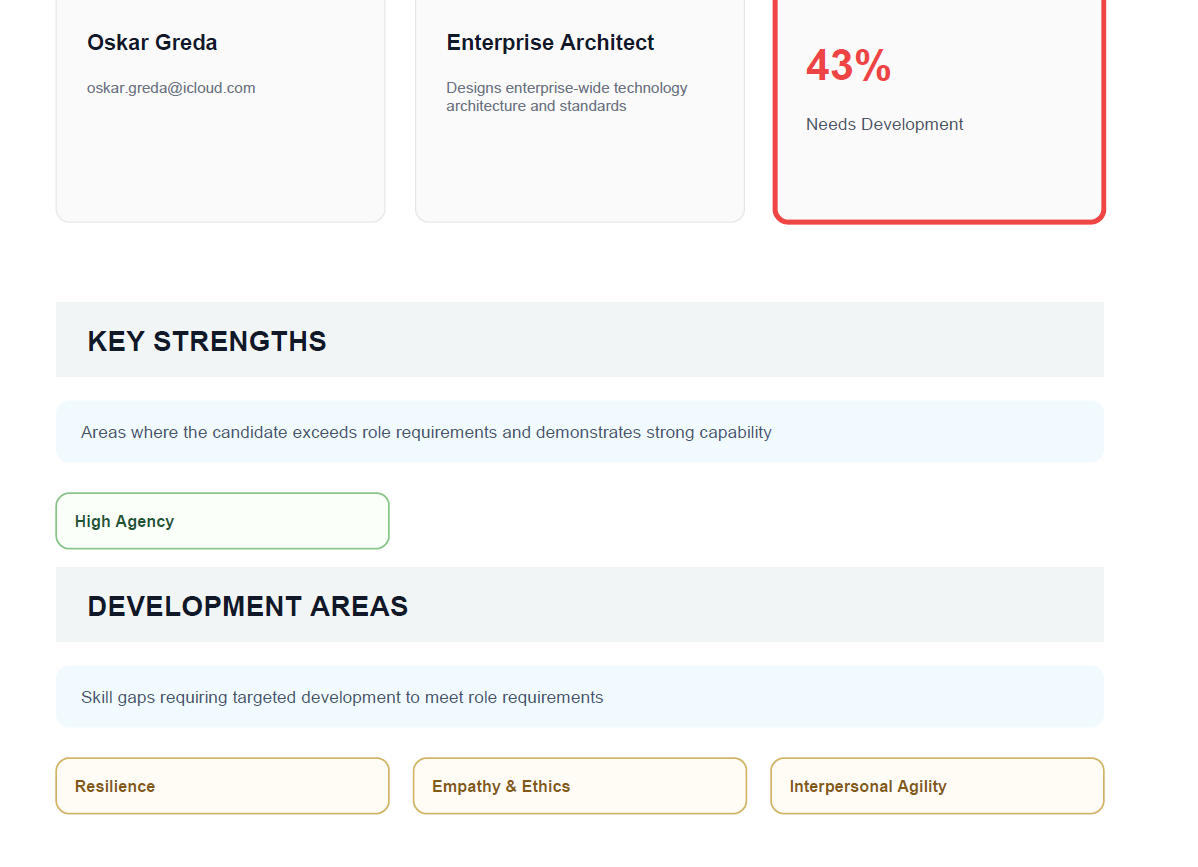 Oskar Greda
oskar.greda@icloud.com
Enterprise Architect
Designs enterprise-wide technology
architecture and standards
43%
Needs Development
KEY STRENGTHS
Areas where the candidate exceeds role requirements and demonstrates strong capability
High Agency
DEVELOPMENT AREAS
Skill gaps requiring targeted development to meet role requirements
Resilience
Empathy & Ethics
Interpersonal Agility